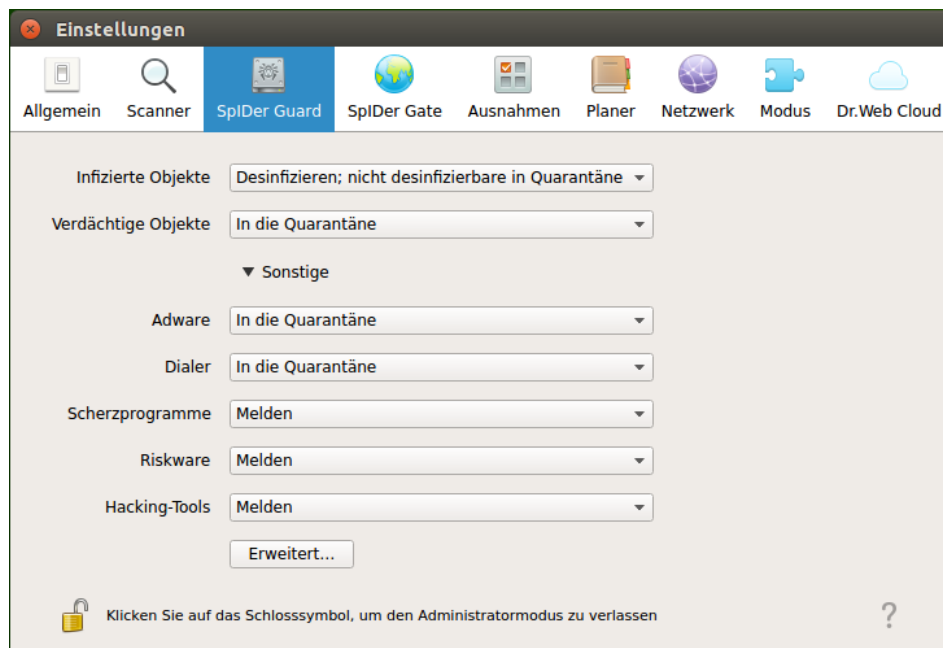 Einstellungen
Allgemein Scanner SpIDer Guard SpIDer Gate Ausnahmen Planer Netzwerk Modus Dr.Web Cloud
Infizierte Objekte Desinfizieren; nicht desinfizierbare in Quarantäne
Verdächtige Objekte In die Quarantäne
Sonstige
Adware In die Quarantäne
Dialer In die Quarantäne
Scherzprogramme Melden
Riskware Melden
Hacking-Tools Melden
Erweitert...
Klicken Sie auf das Schlosssymbol, um den Administratormodus zu verlassen ?